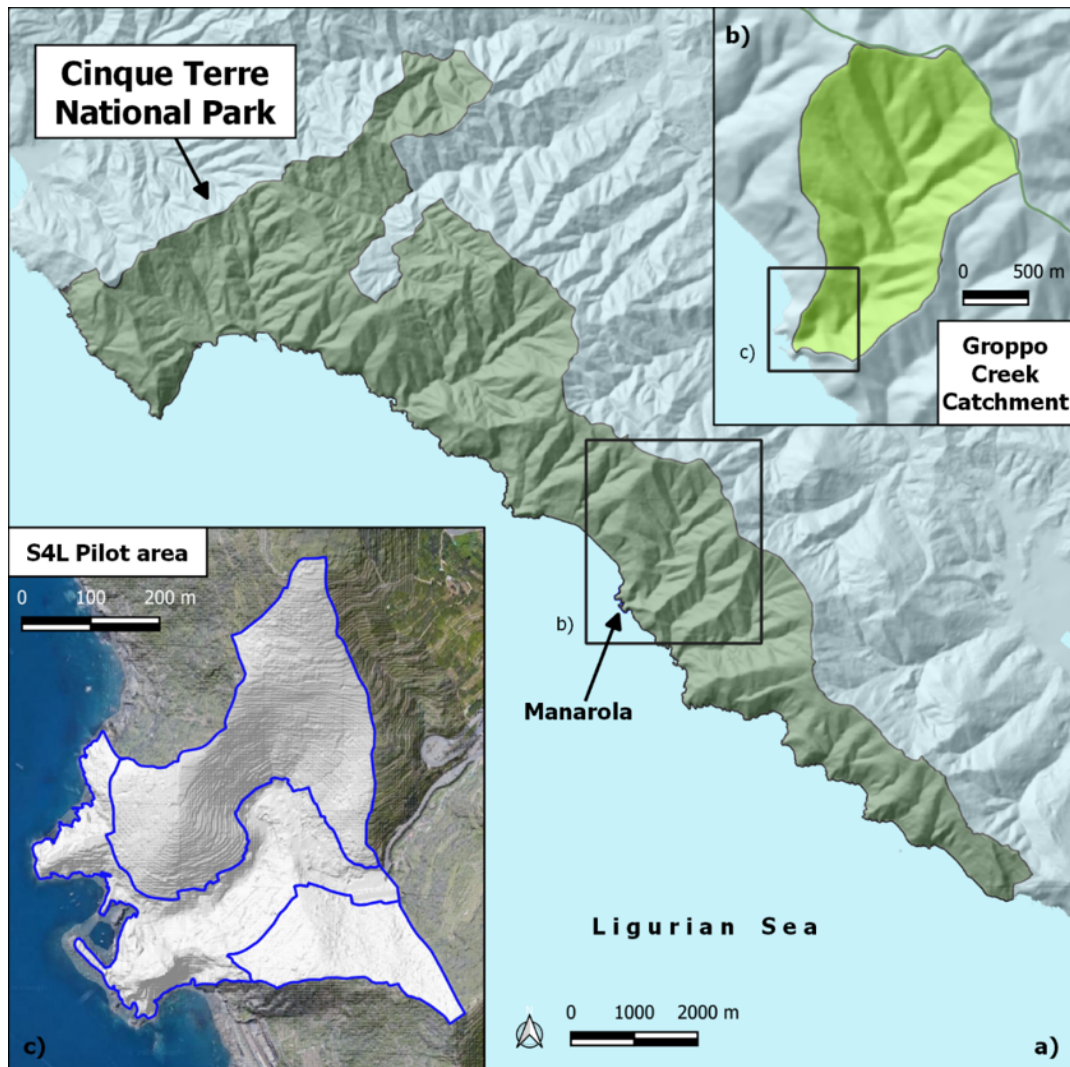 Cinque Terre
National Park
b)
0 500 m
c)
Groppo
Creek
Catchment
S4L Pilot area
0 100 200 m
b)
Manarola
Ligurian Sea
0 1000 2000 m
c)
a)